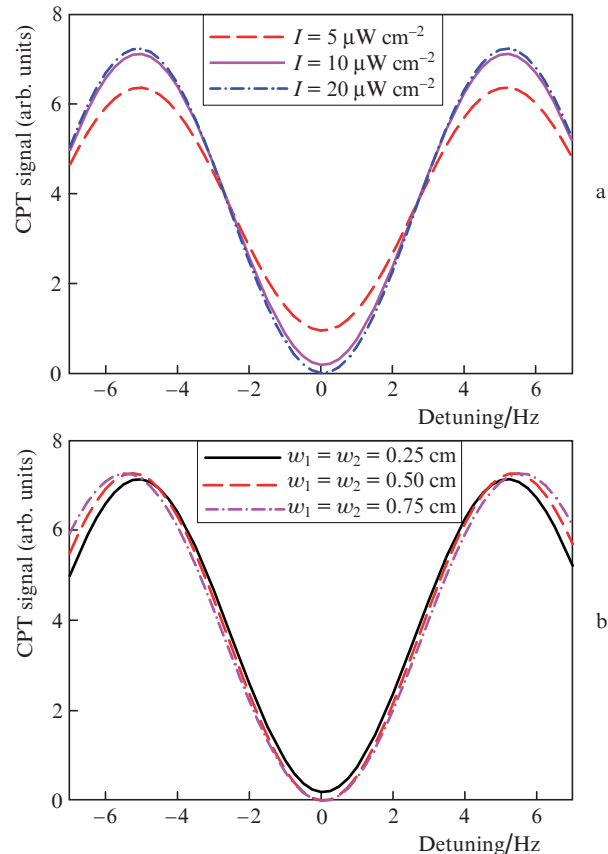 CPT signal (arb. units)
8
6
4
2
0
I = 5 μW cm−2
I = 10 μW cm−2
I = 20 μW cm−2
−6 −4 −2 0 2 4 6
Detuning/Hz
a
CPT signal (arb. units)
8
6
4
2
0
w1 = w2 = 0.25 cm
w1 = w2 = 0.50 cm
w1 = w2 = 0.75 cm
−6 −4 −2 0 2 4 6
Detuning/Hz
b